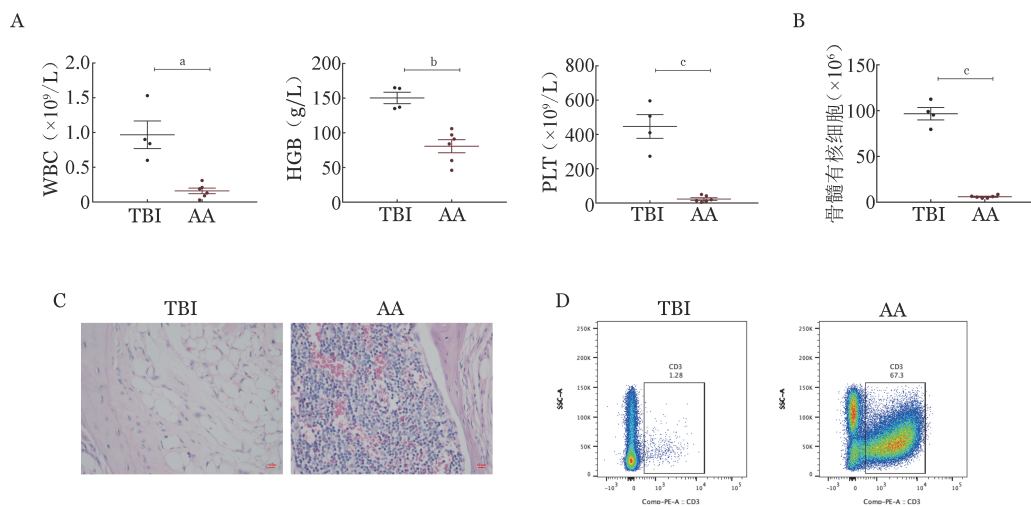 A
B
WBC（×10⁹/L）
2.0
1.5
1.0
0.5
0
a
TBI AA
HGB（g/L）
200
150
100
50
0
b
TBI AA
PLT（×10⁹/L）
800
600
400
200
0
c
TBI AA
骨髓有核细胞（×10⁶）
150
100
50
0
c
TBI AA
C
TBI
AA
D
TBI
SSC-A
250K
200K
150K
100K
50K
0
CD3
1.28
-10³ 0 10³ 10⁴ 10⁵
Comp-PE-A :: CD3
AA
SSC-A
250K
200K
150K
100K
50K
0
CD3
67.3
-10³ 0 10³ 10⁴ 10⁵
Comp-PE-A :: CD3